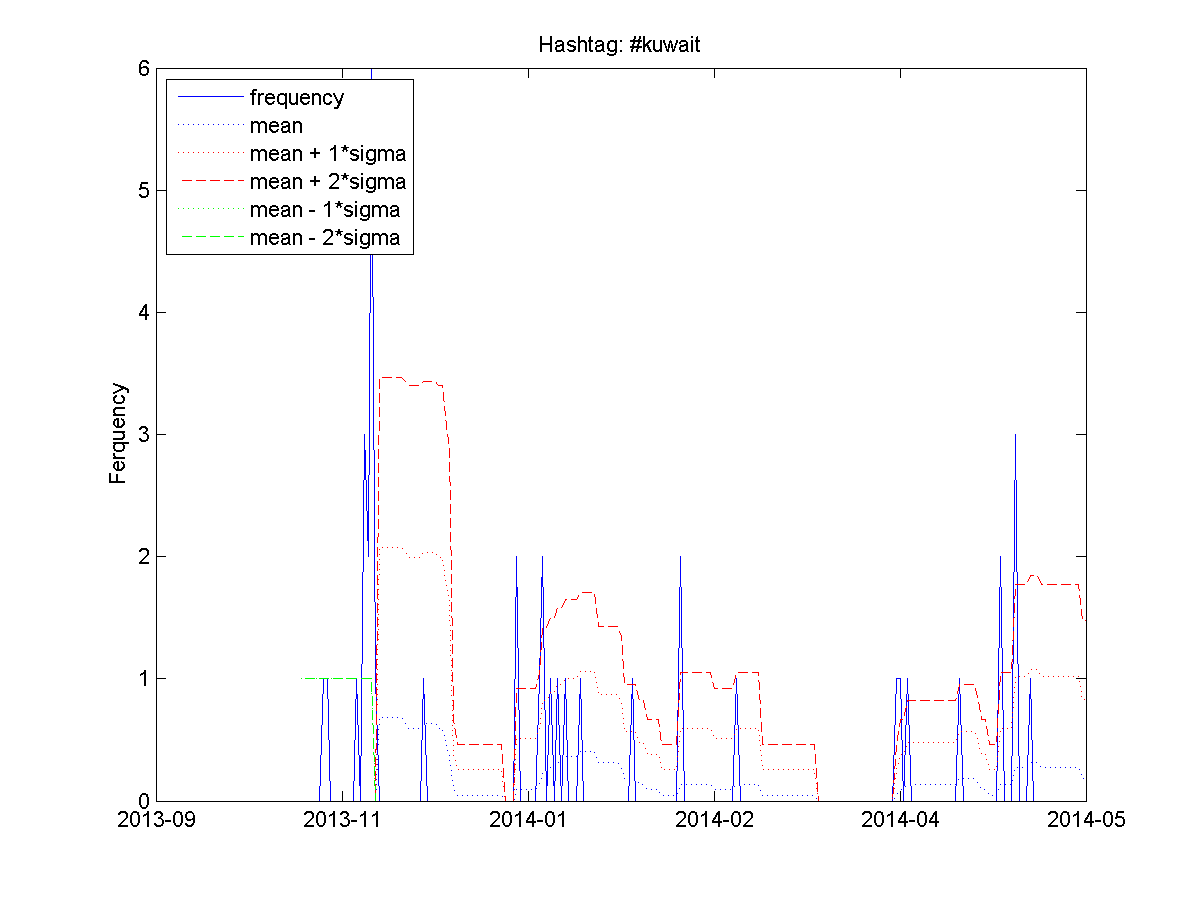 Hashtag: #kuwait
6
frequency
mean
mean + 1*sigma
mean + 2*sigma
mean - 1*sigma
mean - 2*sigma
5
4
3
2
1
0
Ferquency
2013-09 2013-11 2014-01 2014-02 2014-04 2014-05